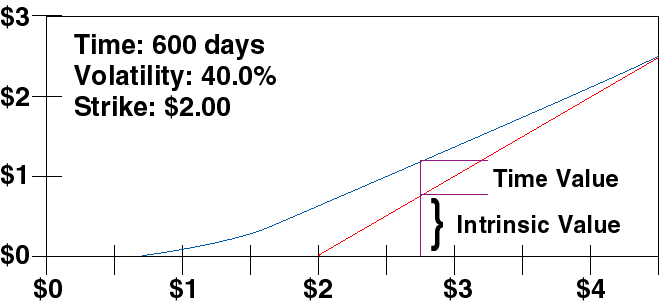 $3
Time: 600 days
Volatility: 40.0%
$2
Strike: $2.00
$1
Time Value
} Intrinsic Value
$0
$0 $1 $2 $3 $4